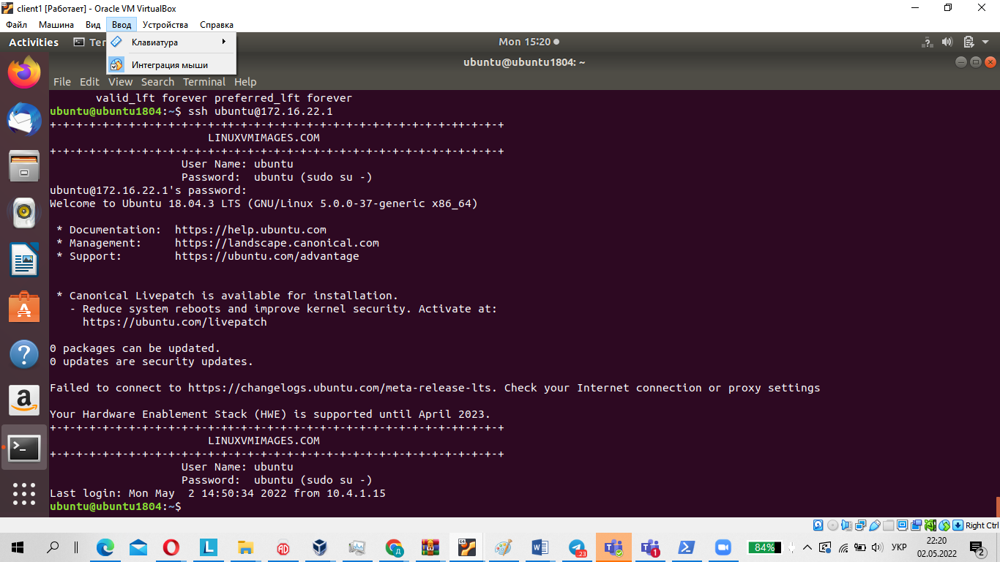 client1 [Работает] - Oracle VM VirtualBox
Файл Машина Вид Ввод Устройства Справка
Activities Ter Mon 15:20
Клавиатура
Интеграция мыши
ubuntu@ubuntu1804: ~
File Edit View Search Terminal Help
valid_lft forever preferred_lft forever
ubuntu@ubuntu1804:~$ ssh ubuntu@172.16.22.1
+-+-+-+-+-+-+-+-+-+-+-+-++-+-+-+-+-+-+-+-+-+-+-+-+-+-+-+-+-+-+-++-+-+
LINUXVMIMAGES.COM
+-+-+-+-+-+-+-+-+-+-+-+-++-+-+-+-+-+-+-+-+-+-+-+-+-+-+-+-+-+-+-++-+-+
User Name: ubuntu
Password:  ubuntu (sudo su -)
ubuntu@172.16.22.1's password:
Welcome to Ubuntu 18.04.3 LTS (GNU/Linux 5.0.0-37-generic x86_64)
* Documentation:  https://help.ubuntu.com
* Management:     https://landscape.canonical.com
* Support:        https://ubuntu.com/advantage
* Canonical Livepatch is available for installation.
- Reduce system reboots and improve kernel security. Activate at:
https://ubuntu.com/livepatch
0 packages can be updated.
0 updates are security updates.
Failed to connect to https://changelogs.ubuntu.com/meta-release-lts. Check your Internet connection or proxy settings
Your Hardware Enablement Stack (HWE) is supported until April 2023.
+-+-+-+-+-+-+-+-+-+-+-+-++-+-+-+-+-+-+-+-+-+-+-+-+-+-+-+-+-+-+-++-+-+
LINUXVMIMAGES.COM
+-+-+-+-+-+-+-+-+-+-+-+-++-+-+-+-+-+-+-+-+-+-+-+-+-+-+-+-+-+-+-++-+-+
User Name: ubuntu
Password:  ubuntu (sudo su -)
Last login: Mon May  2 14:50:34 2022 from 10.4.1.15
ubuntu@ubuntu1804:~$
Right Ctrl
84% УКР 22:20
02.05.2022